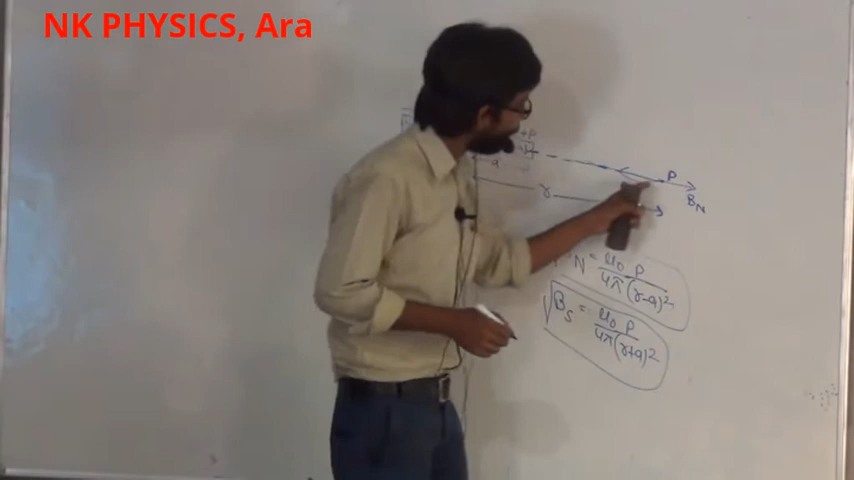 NK PHYSICS, Ara
+P
a
P
r
B_N
B_N = μ₀ P / 4π (r-a)²
B_S = μ₀ P / 4π (r+a)²